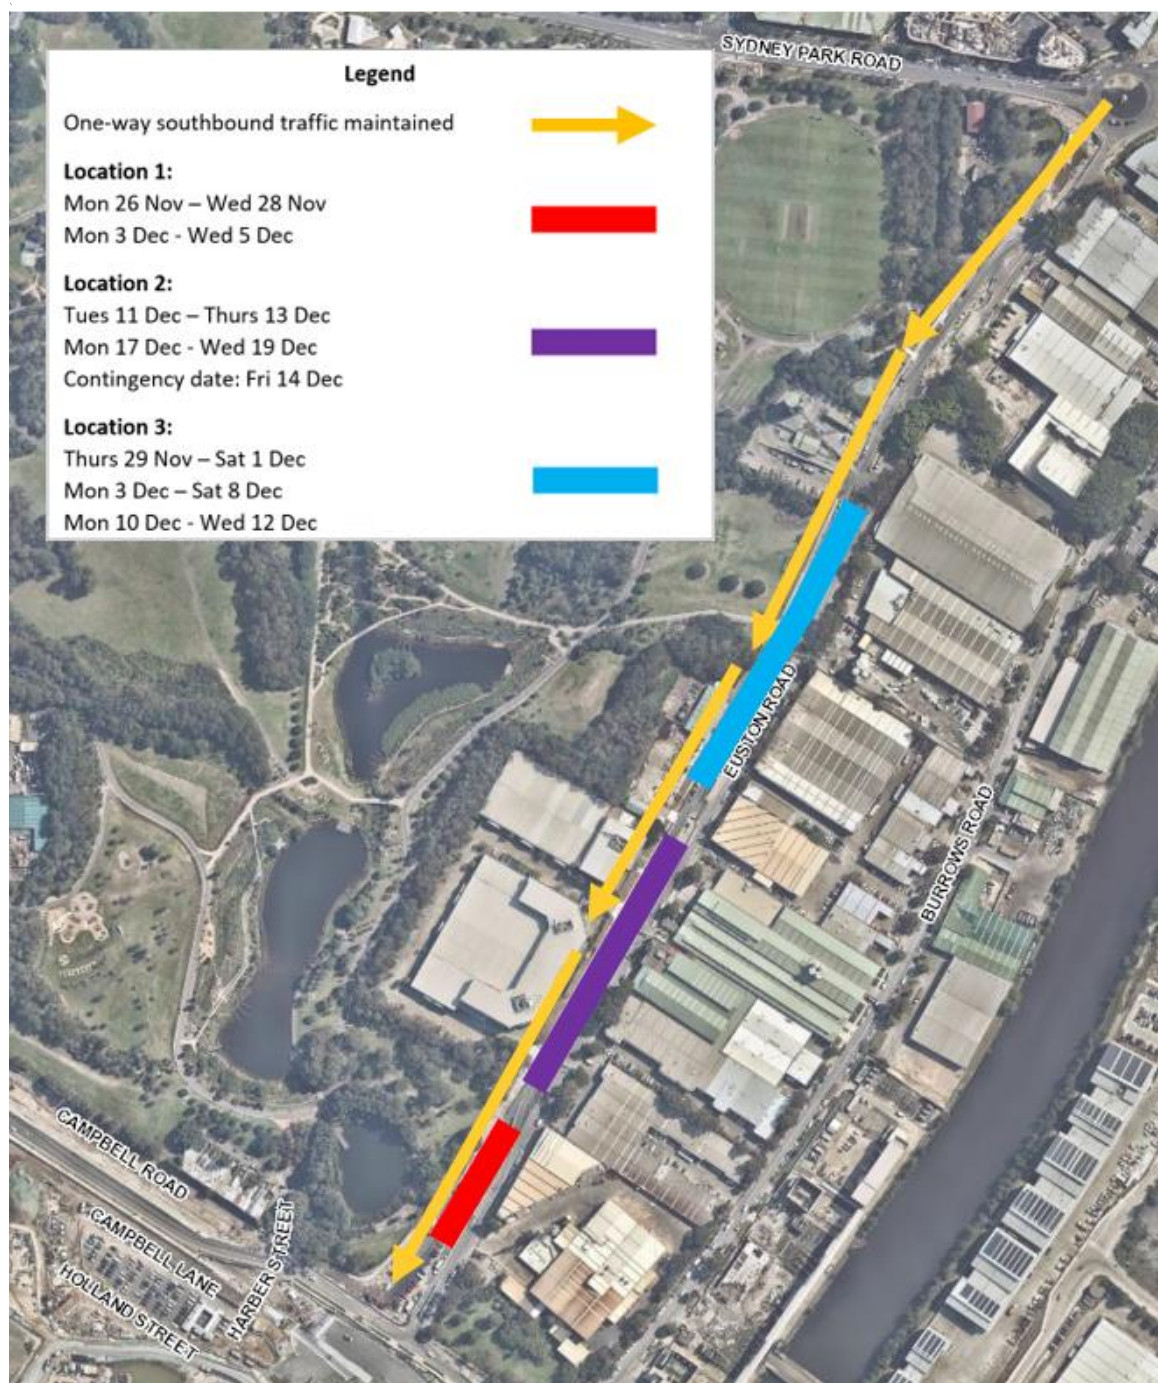 SYDNEY PARK ROAD
Legend
One-way southbound traffic maintained
Location 1:
Mon 26 Nov – Wed 28 Nov
Mon 3 Dec - Wed 5 Dec
Location 2:
Tues 11 Dec – Thurs 13 Dec
Mon 17 Dec - Wed 19 Dec
Contingency date: Fri 14 Dec
Location 3:
Thurs 29 Nov – Sat 1 Dec
Mon 3 Dec – Sat 8 Dec
Mon 10 Dec - Wed 12 Dec
EUSTON ROAD
BURROWS ROAD
CAMPBELL ROAD
CAMPBELL LANE
HOLLAND STREET
HARBER STREET